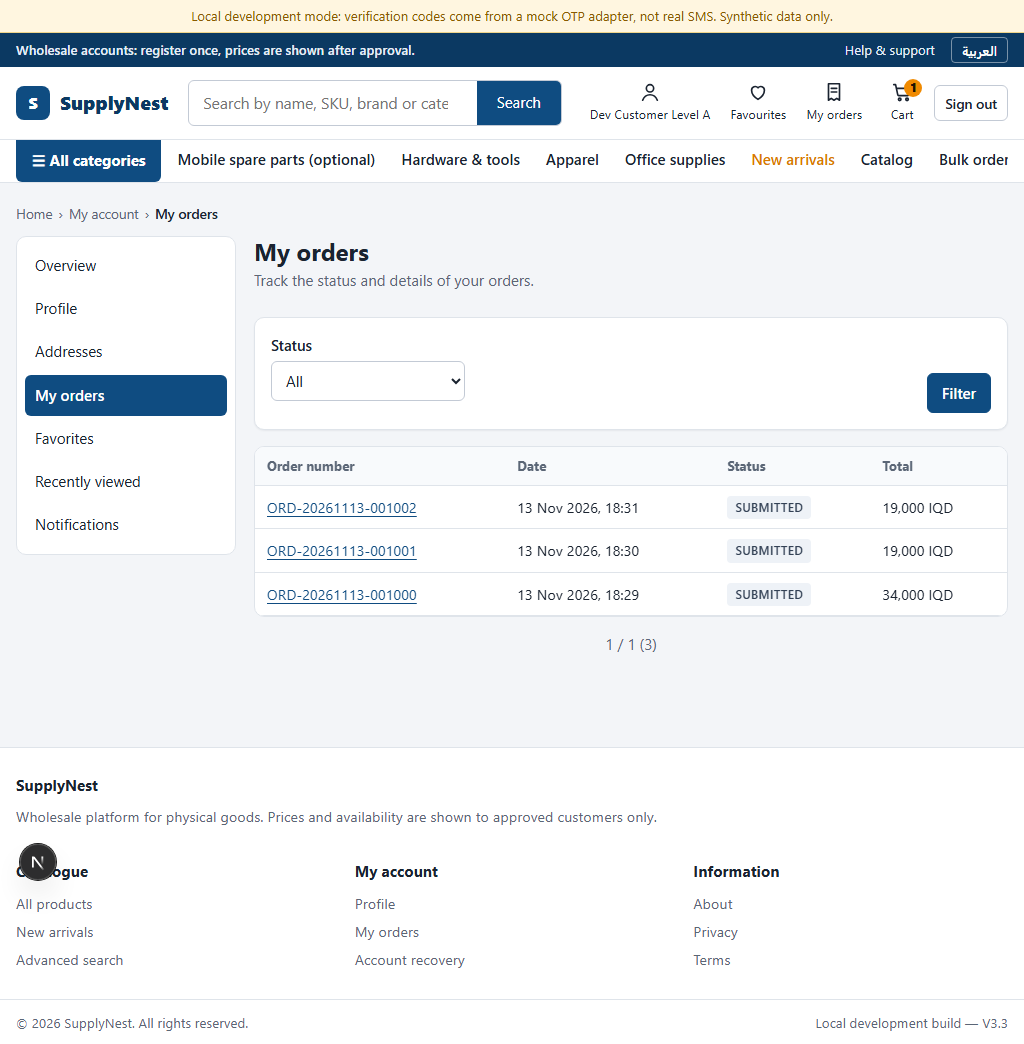 Local development mode: verification codes come from a mock OTP adapter, not real SMS. Synthetic data only.
Wholesale accounts: register once, prices are shown after approval.
Help & support
العربية
S
SupplyNest
Search by name, SKU, brand or cate
Search
Dev Customer Level A
Favourites
My orders
1
Cart
Sign out
☰ All categories
Mobile spare parts (optional)
Hardware & tools
Apparel
Office supplies
New arrivals
Catalog
Bulk order
Home › My account › My orders
Overview
Profile
Addresses
My orders
Favorites
Recently viewed
Notifications
My orders
Track the status and details of your orders.
Status
All
Filter
Order number Date Status Total
ORD-20261113-001002 13 Nov 2026, 18:31 SUBMITTED 19,000 IQD
ORD-20261113-001001 13 Nov 2026, 18:30 SUBMITTED 19,000 IQD
ORD-20261113-001000 13 Nov 2026, 18:29 SUBMITTED 34,000 IQD
1 / 1 (3)
SupplyNest
Wholesale platform for physical goods. Prices and availability are shown to approved customers only.
N
All products
New arrivals
Advanced search
My account
Profile
My orders
Account recovery
Information
About
Privacy
Terms
© 2026 SupplyNest. All rights reserved.
Local development build — V3.3